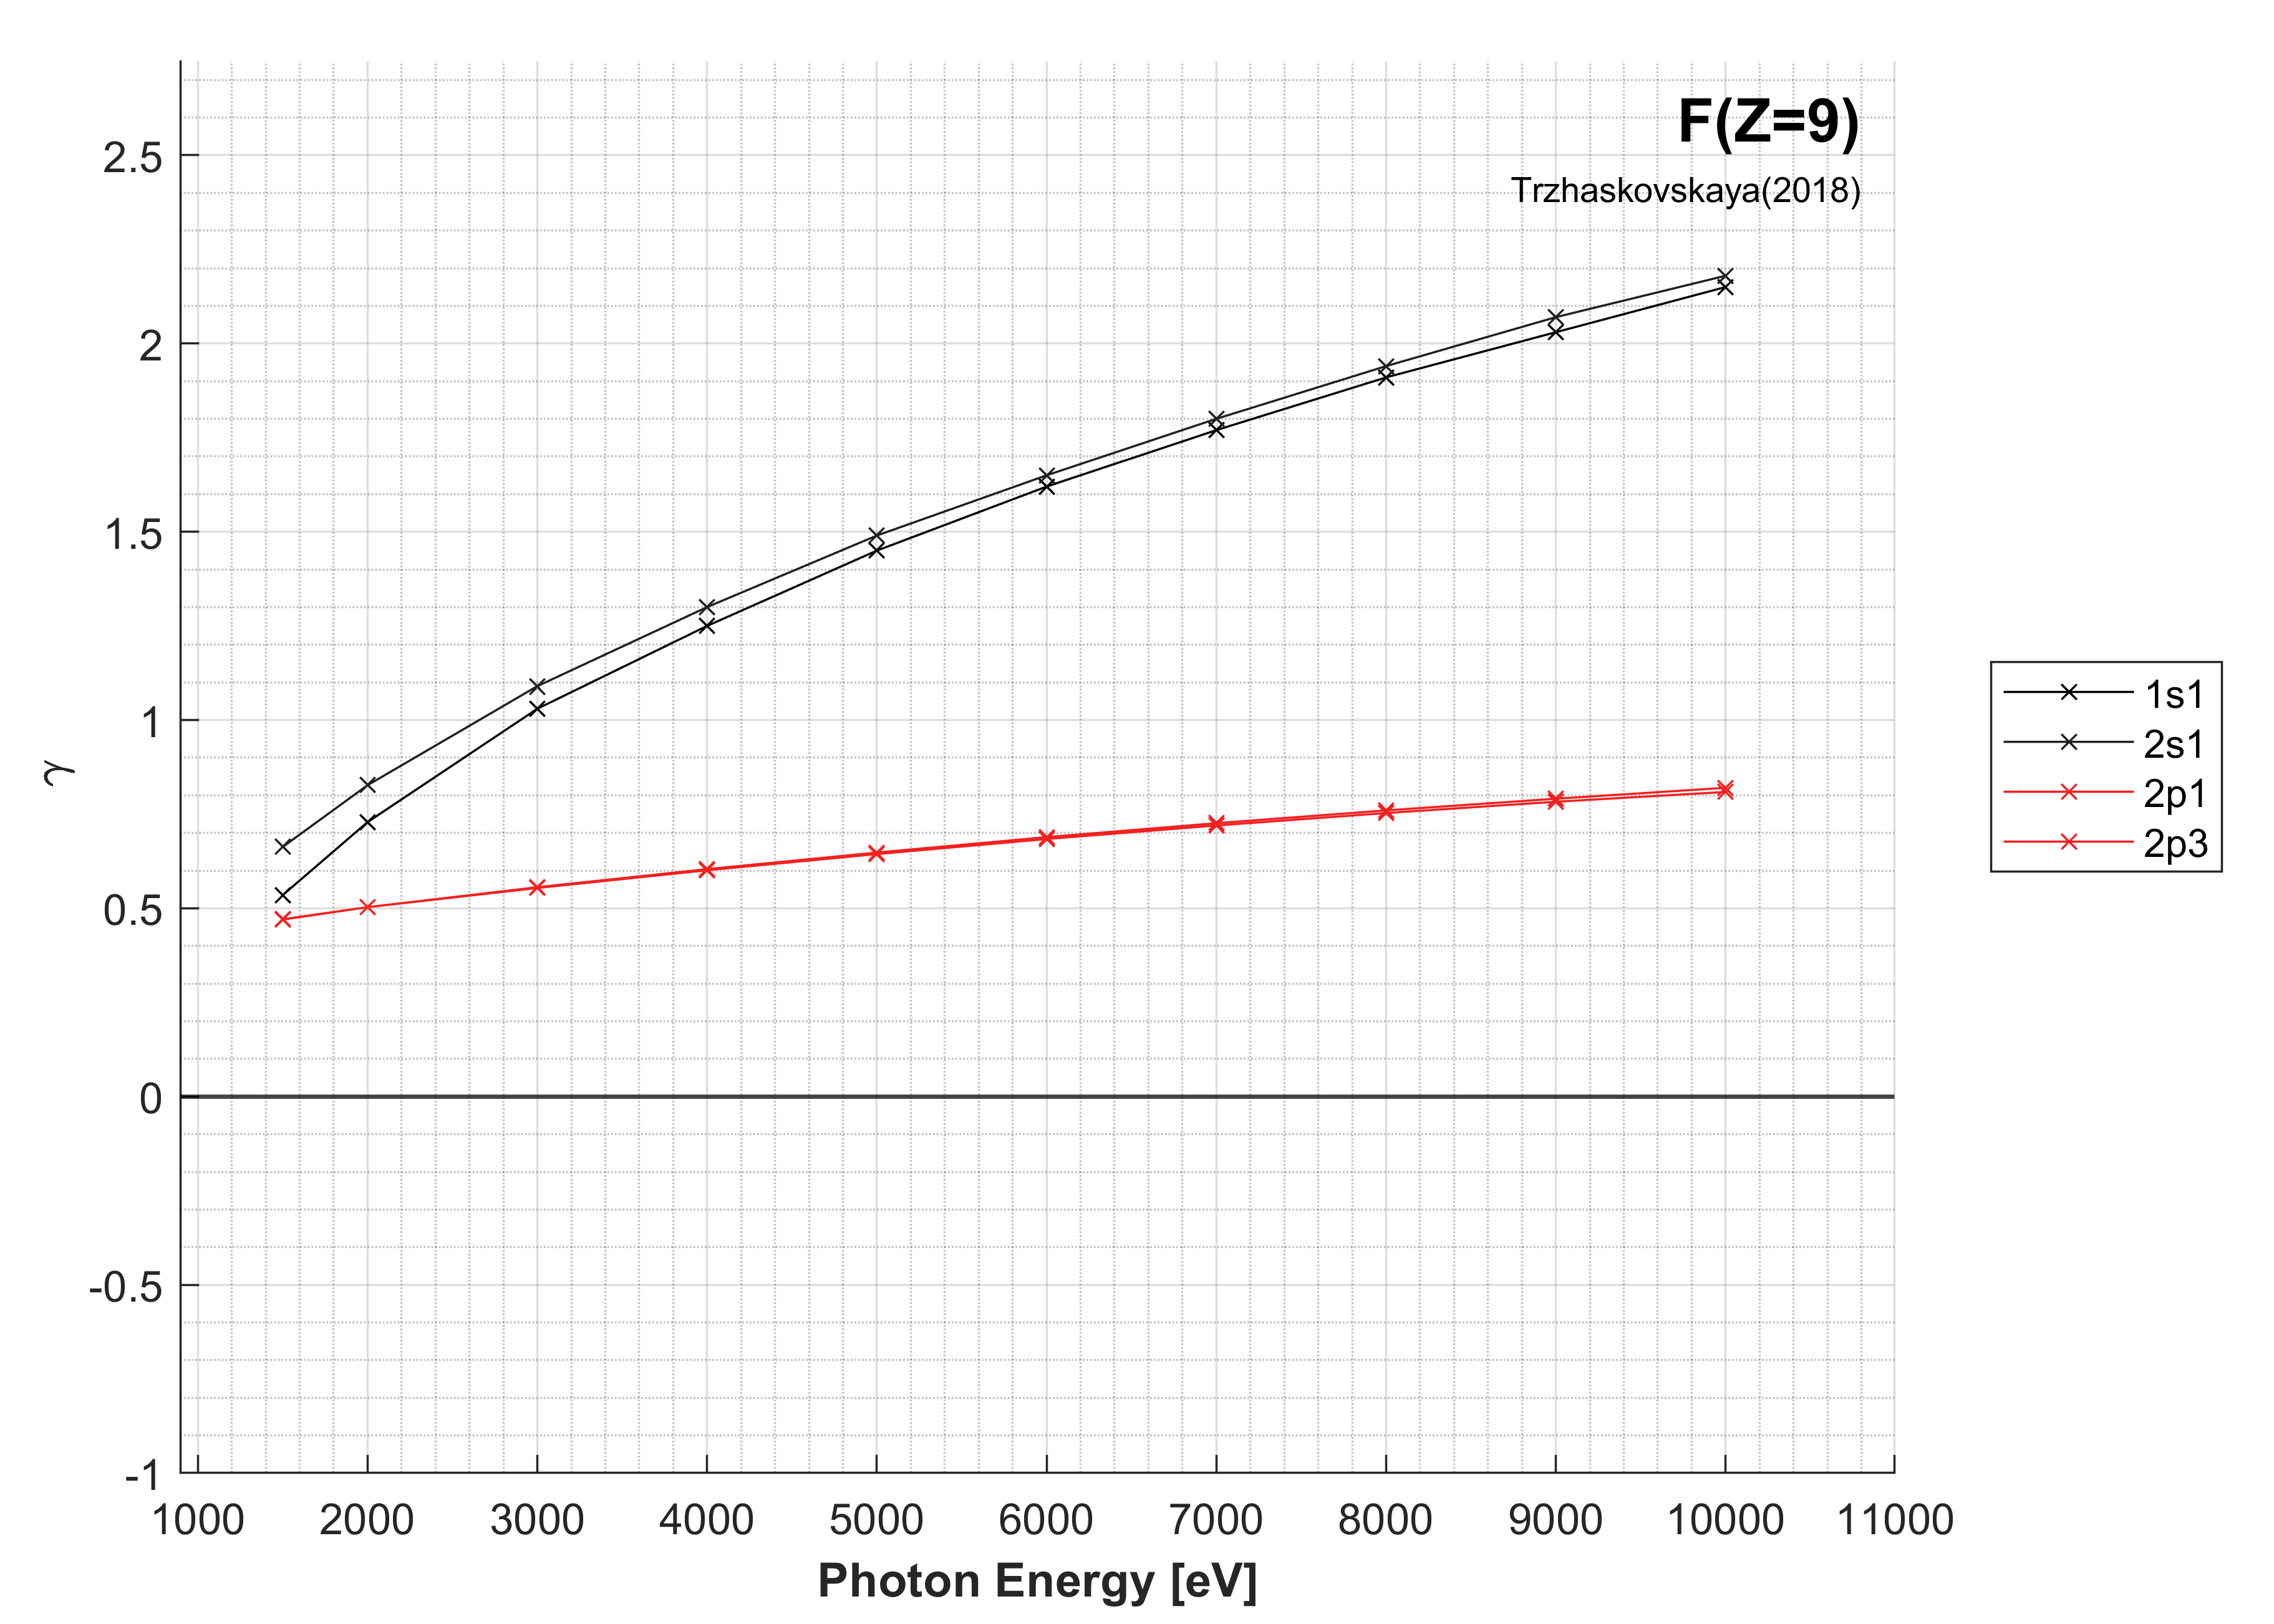 F(Z=9)
Trzhaskovskaya(2018)
2.5
2
1.5
1
0.5
0
-0.5
-1
γ
1000 2000 3000 4000 5000 6000 7000 8000 9000 10000 11000
Photon Energy [eV]
1s1
2s1
2p1
2p3